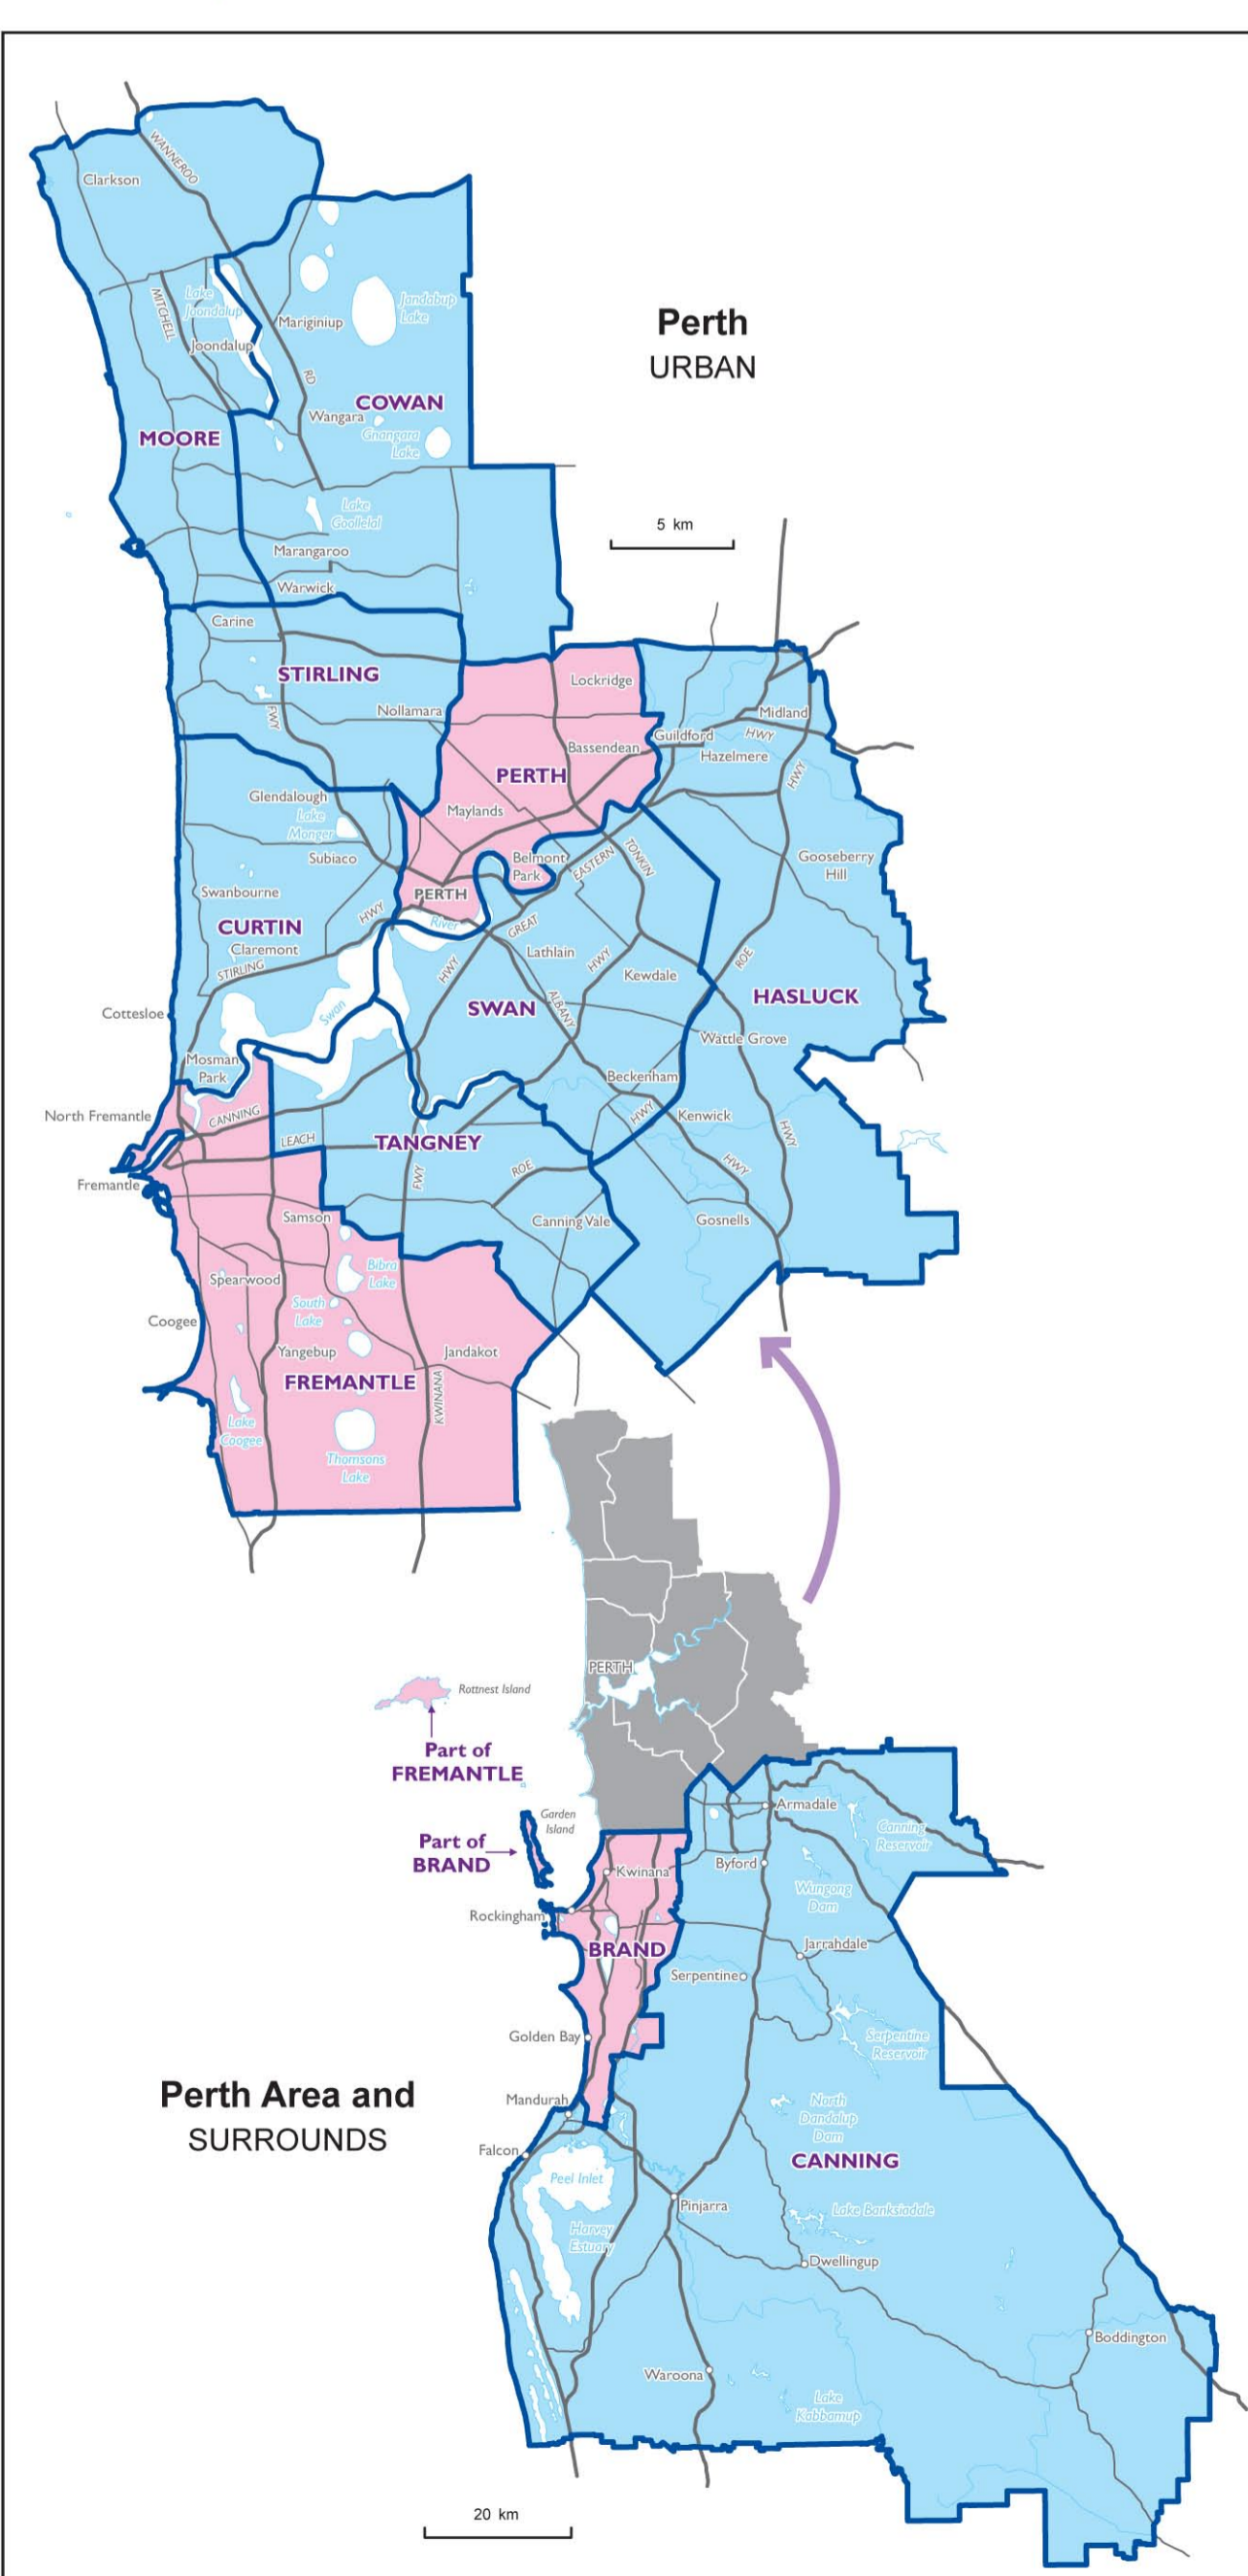 WANNEROO
Clarkson
Lake
Joondalup
Jandabup
Lake
MITCHELL
Mariginiup
Joondalup
Perth
URBAN
RD
COWAN
Wangara
MOORE
Gnangara
Lake
Lake
Goollelal
5 km
Marangaroo
Warwick
Carine
STIRLING
Lockridge
Nollamara
FWY
Midland
Guildford
HWY
Bassendean
Hazelmere
PERTH
HWY
Glendalough
Lake
Monger
Maylands
Subiaco
Belmont
Park
EASTERN
TONKIN
Gooseberry
Hill
Swanbourne
PERTH
HWY
River
GREAT
CURTIN
Claremont
STIRLING
Lathlain
HWY
HWY
Kewdale
ROE
HASLUCK
SWAN
ALBANY
Cottesloe
Swan
Wattle Grove
Mosman
Park
Beckenham
North Fremantle
CANNING
HWY
Kenwick
LEACH
TANGNEY
HWY
Fremantle
FWY
ROE
HWY
Samson
Canning Vale
Gosnells
Bibra
Lake
Spearwood
South
Lake
Coogee
Yangebup
Jandakot
FREMANTLE
KWINANA
Lake
Coogee
Thomsons
Lake
PERTH
Rottnest Island
Part of
FREMANTLE
Garden
Island
Part of
BRAND
Armadale
Canning
Reservoir
Kwinana
Byford
Wungong
Dam
Rockingham
BRAND
Jarrahdale
Serpentine
Golden Bay
Serpentine
Reservoir
Perth Area and
SURROUNDS
Mandurah
North
Dandalup
Dam
Falcon
CANNING
Peel Inlet
Pinjarra
Lake Banksiadale
Harvey
Estuary
Dwellingup
Boddington
Waroona
Lake
Kabbamup
20 km